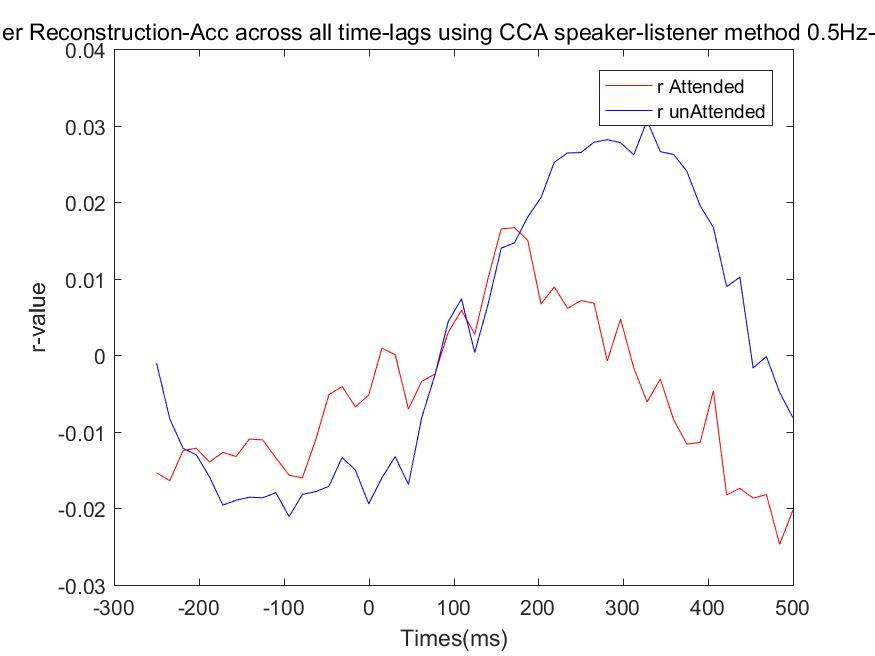 er Reconstruction-Acc across all time-lags using CCA speaker-listener method 0.5Hz-
0.04
0.03
0.02
0.01
0
-0.01
-0.02
-0.03
r-value
r Attended
r unAttended
-300 -200 -100 0 100 200 300 400 500
Times(ms)